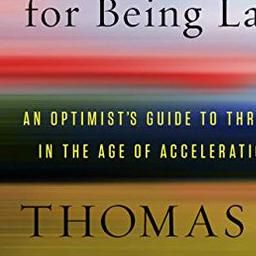 for Being La
AN OPTIMIST'S GUIDE TO THR
IN THE AGE OF ACCELERATI
THOMAS